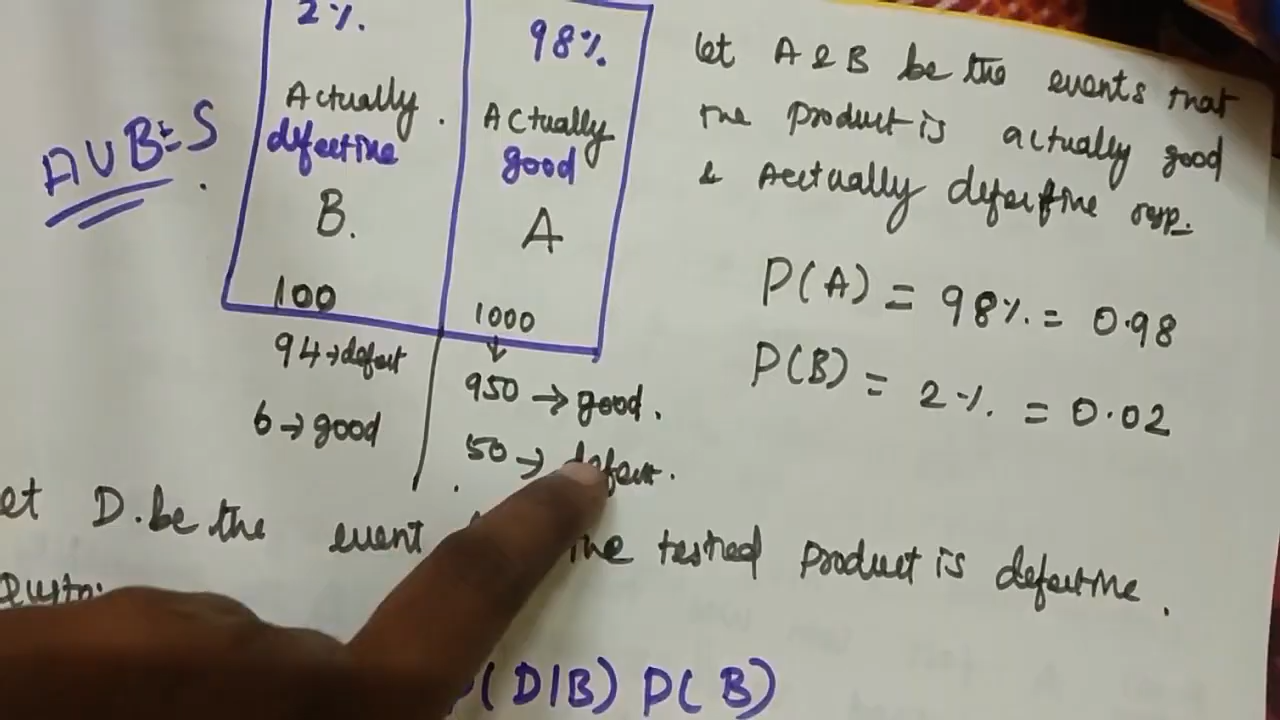 2%.
98%.
Actually
defective
B.
100
Actually
good
A
1000
AUB=S
94→defect
6→good
950→good.
50→defect.
let A & B be the events that
the product is actually good
& Actually defective resp.
P(A) = 98%. = 0.98
P(B) = 2%. = 0.02
et D.be the event the tested product is defective.
P(D|B) P(B)